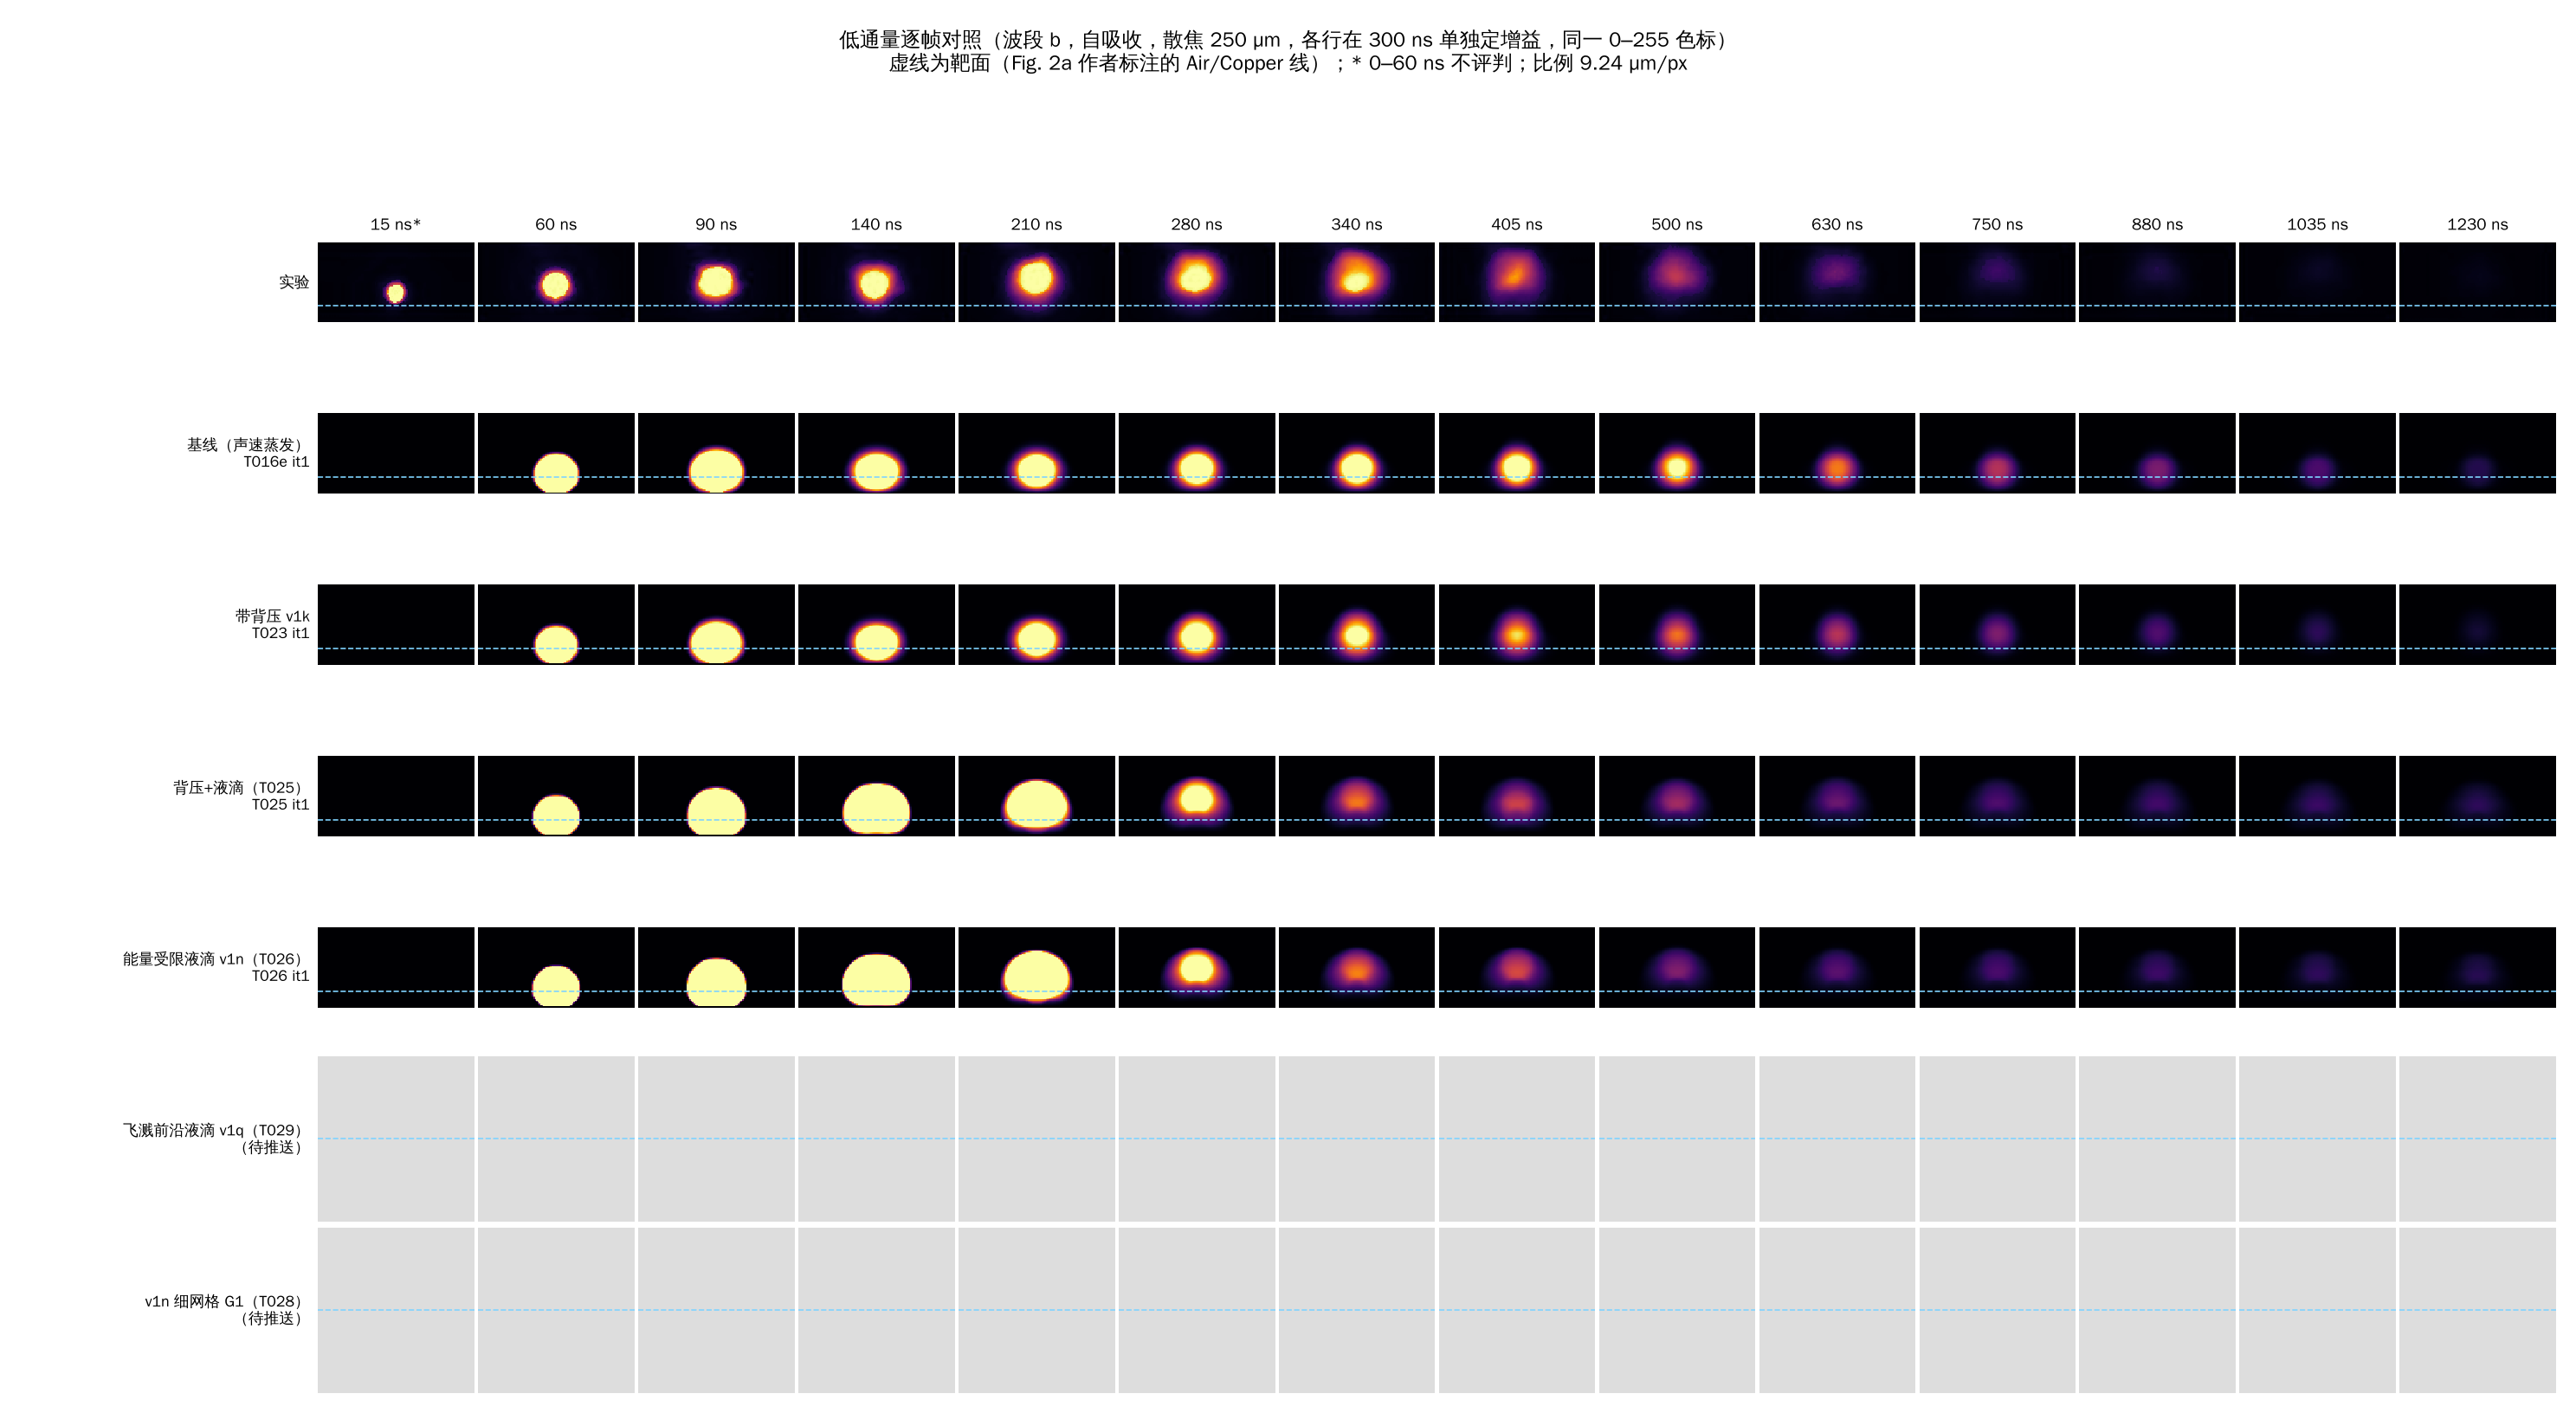 低通量逐帧对照（波段 b，自吸收，散焦 250 µm，各行在 300 ns 单独定增益，同一 0–255 色标）
虚线为靶面（Fig. 2a 作者标注的 Air/Copper 线）；* 0–60 ns 不评判；比例 9.24 µm/px
15 ns* 60 ns 90 ns 140 ns 210 ns 280 ns 340 ns 405 ns 500 ns 630 ns 750 ns 880 ns 1035 ns 1230 ns
实验
基线（声速蒸发）
T016e it1
带背压 v1k
T023 it1
背压+液滴（T025）
T025 it1
能量受限液滴 v1n（T026）
T026 it1
飞溅前沿液滴 v1q（T029）
（待推送）
v1n 细网格 G1（T028）
（待推送）